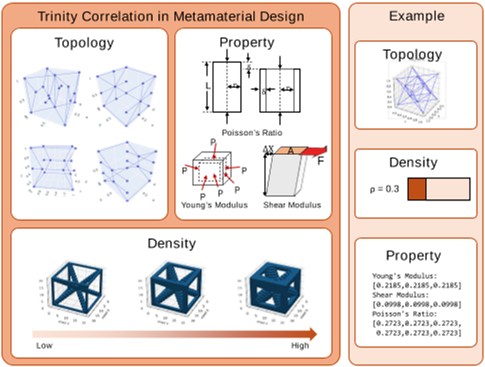 Trinity Correlation in Metamaterial Design
Topology
Property
L
Poisson's Ratio
P
P
P
P
P
P
Young's Modulus
ΔX
A
F
Shear Modulus
Density
Low
High
Example
Topology
Density
ρ = 0.3
Property
Young's Modulus:
[0.2185,0.2185,0.2185]
Shear Modulus:
[0.0998,0.0998,0.0998]
Poisson's Ratio:
[0.2723,0.2723,0.2723,
0.2723,0.2723,0.2723]